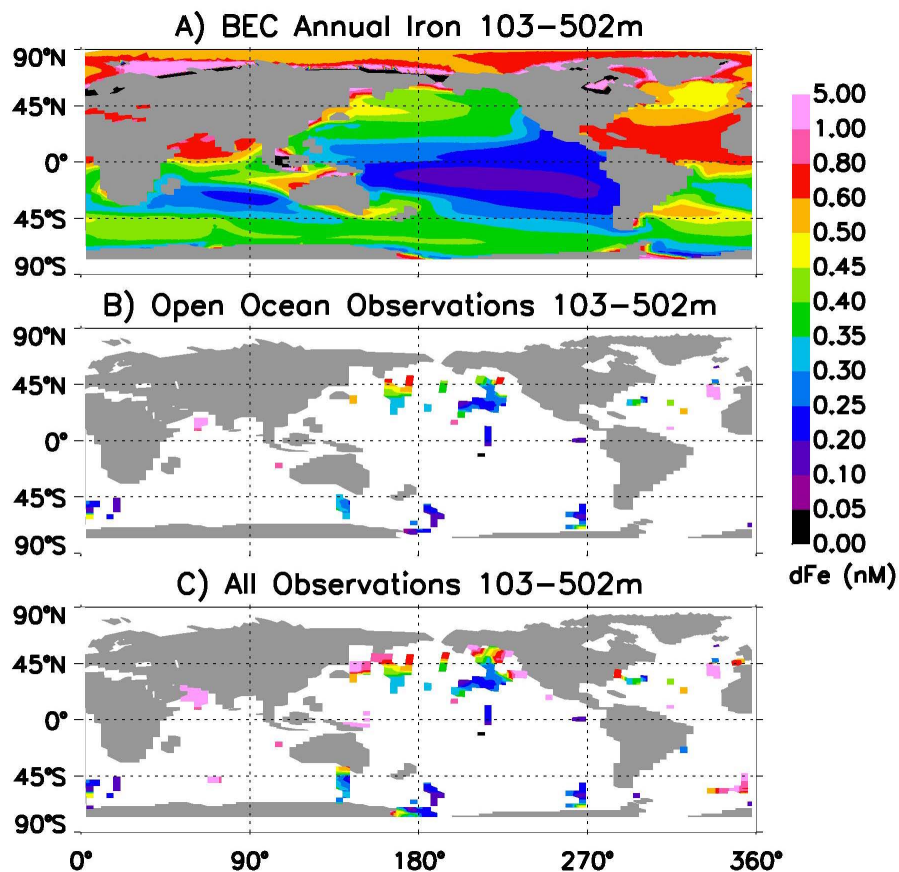 A) BEC Annual Iron 103-502m
90°N
45°N
0°
45°S
90°S
B) Open Ocean Observations 103-502m
90°N
45°N
0°
45°S
90°S
C) All Observations 103-502m
90°N
45°N
0°
45°S
90°S
0° 90° 180° 270° 360°
5.00
1.00
0.80
0.60
0.50
0.45
0.40
0.35
0.30
0.25
0.20
0.10
0.05
0.00
dFe (nM)